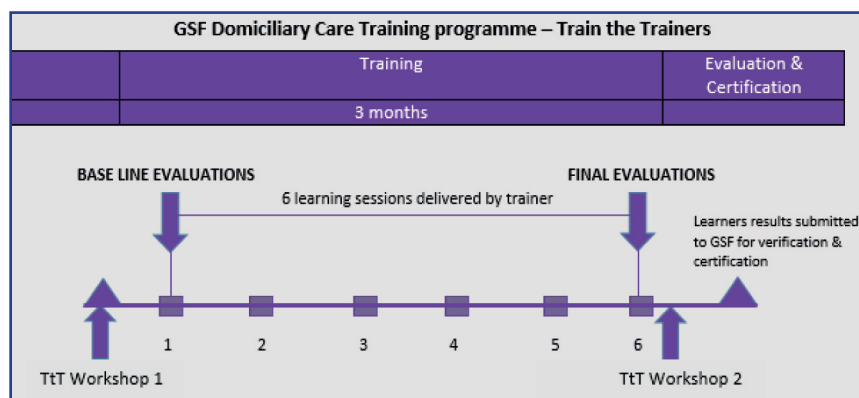 GSF Domiciliary Care Training programme – Train the Trainers
Training
Evaluation &
Certification
3 months
BASE LINE EVALUATIONS
FINAL EVALUATIONS
6 learning sessions delivered by trainer
Learners results submitted
to GSF for verification &
certification
1 2 3 4 5 6
TtT Workshop 1
TtT Workshop 2